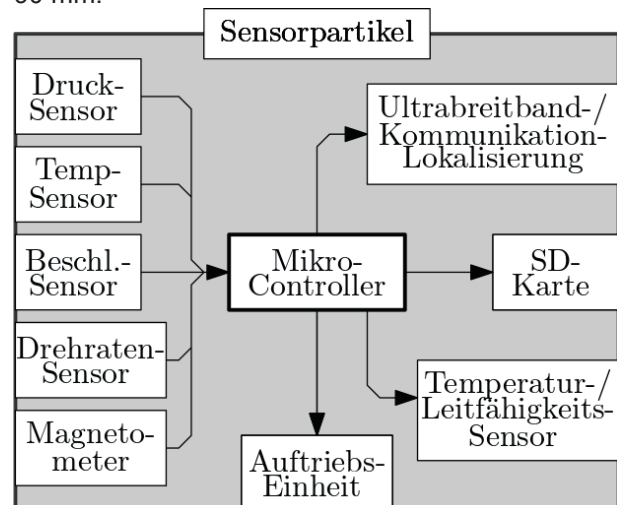 Sensorpartikel
Druck-
Sensor
Temp-
Sensor
Beschl.-
Sensor
Drehraten-
Sensor
Magneto-
meter
Mikro-
Controller
Ultrabreitband-/
Kommunikation-
Lokalisierung
SD-
Karte
Temperatur-/
Leitfähigkeits-
Sensor
Auftriebs-
Einheit